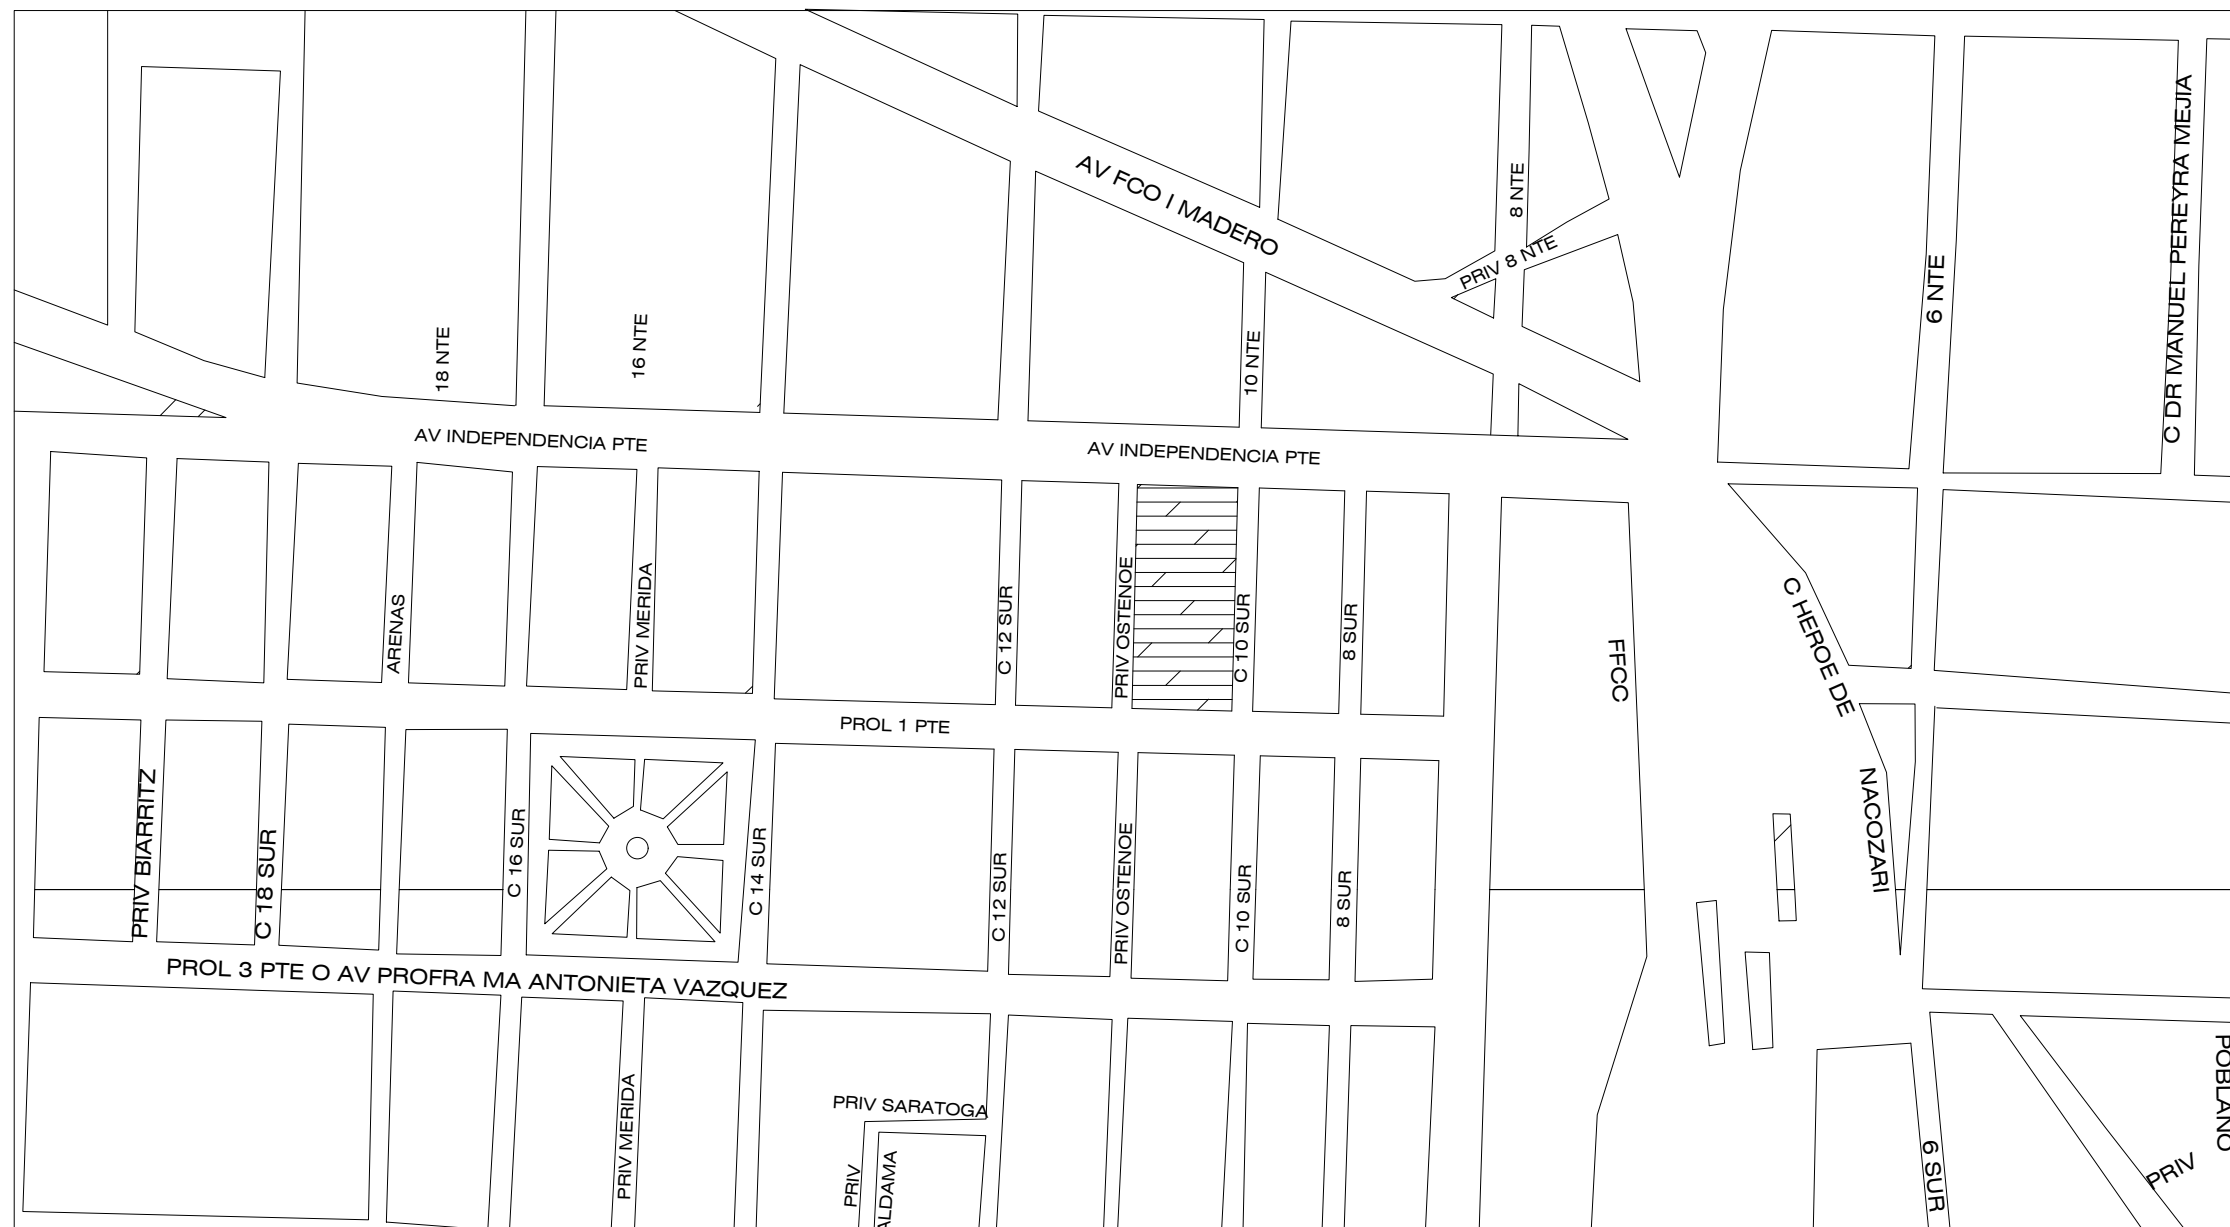 AV FCO I MADERO
8 NTE
PRIV 8 NTE
C DR MANUEL PEREYRA MEJIA
6 NTE
18 NTE
16 NTE
10 NTE
AV INDEPENDENCIA PTE
AV INDEPENDENCIA PTE
ARENAS
PRIV MERIDA
C 12 SUR
PRIV OSTENOE
C 10 SUR
8 SUR
FFCC
C HEROE DE
NACOZARI
PROL 1 PTE
PRIV BIARRITZ
C 18 SUR
C 16 SUR
C 14 SUR
C 12 SUR
PRIV OSTENOE
C 10 SUR
8 SUR
PROL 3 PTE O AV PROFRA MA ANTONIETA VAZQUEZ
PRIV MERIDA
PRIV SARATOGA
PRIV
ALDAMA
6 SUR
PRIV
POBLANO